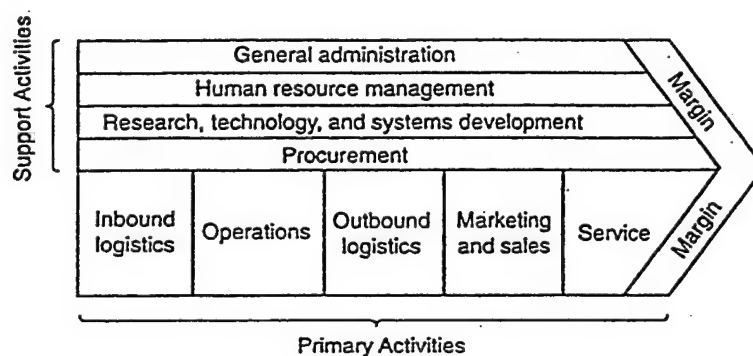 Support Activities
General administration
Human resource management
Research, technology, and systems development
Procurement
Margin
Inbound
logistics
Operations
Outbound
logistics
Marketing
and sales
Service
Margin
Primary Activities